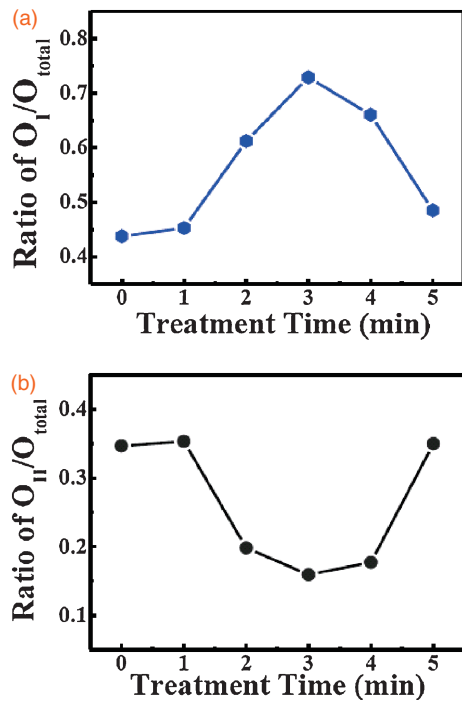 (a)
Ratio of O_I/O_total
0.8
0.7
0.6
0.5
0.4
0 1 2 3 4 5
Treatment Time (min)
(b)
Ratio of O_II/O_total
0.4
0.3
0.2
0.1
0 1 2 3 4 5
Treatment Time (min)